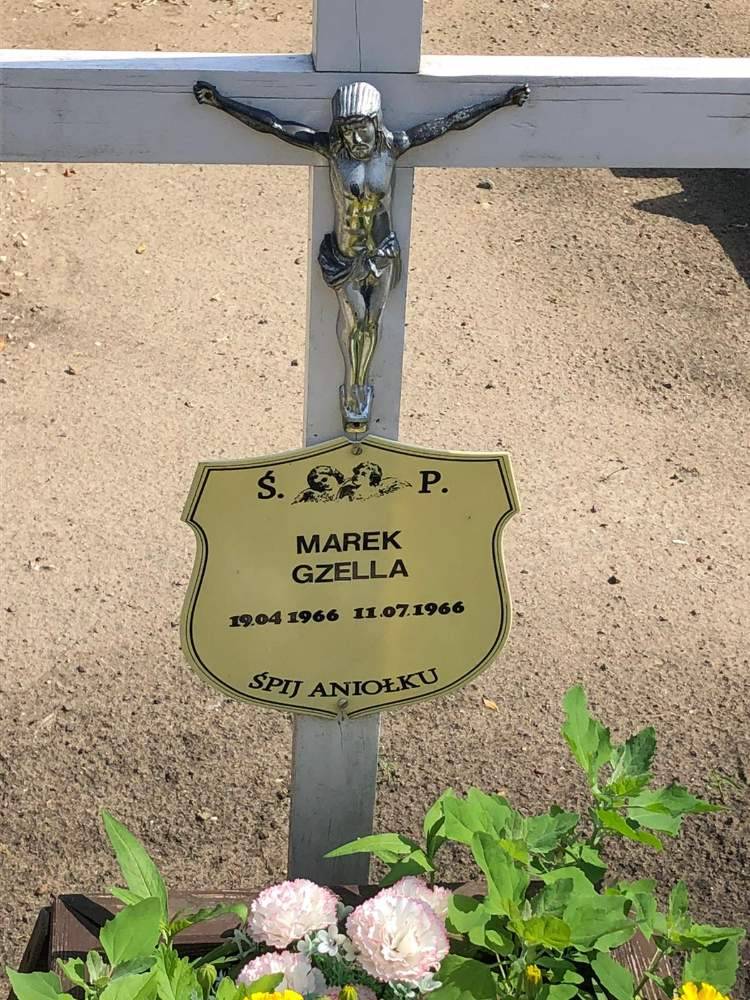 Ś. P.
MAREK
GZELLA
19.04 1966 11.07.1966
ŚPIJ ANIOŁKU